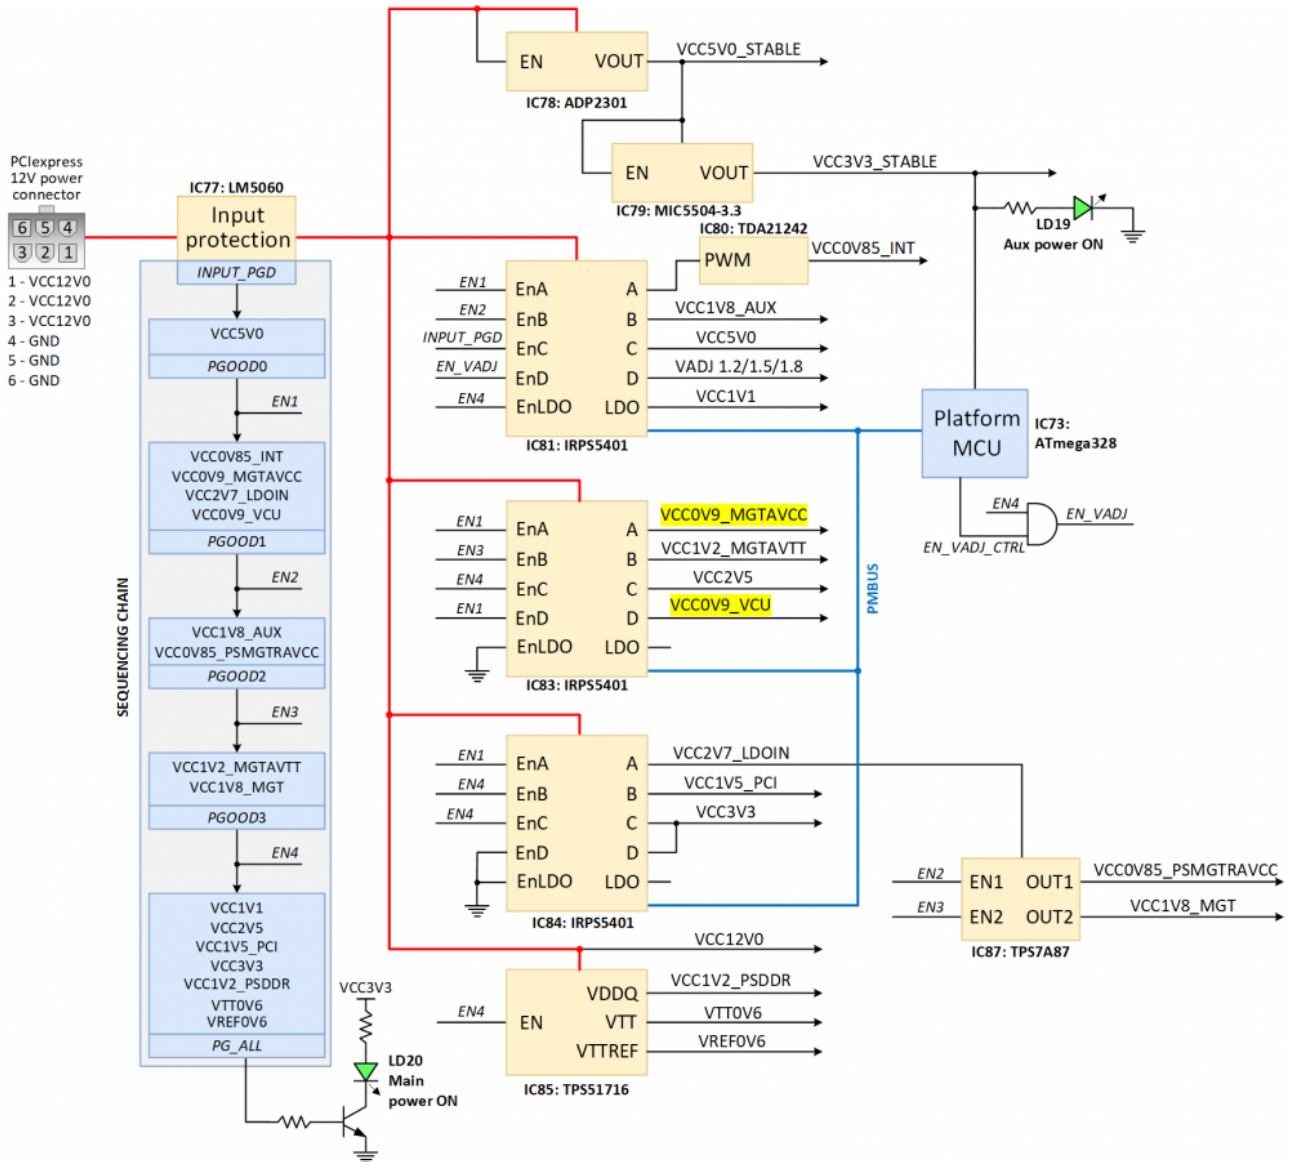 PCIexpress
12V power
connector
6 5 4
3 2 1
1 - VCC12V0
2 - VCC12V0
3 - VCC12V0
4 - GND
5 - GND
6 - GND
IC77: LM5060
Input
protection
INPUT_PGD
VCC5V0
PGOOD0
EN1
VCC0V85_INT
VCC0V9_MGTAVCC
VCC2V7_LDOIN
VCC0V9_VCU
PGOOD1
EN2
VCC1V8_AUX
VCC0V85_PSMGTRAVCC
PGOOD2
EN3
VCC1V2_MGTAVTT
VCC1V8_MGT
PGOOD3
EN4
VCC1V1
VCC2V5
VCC1V5_PCI
VCC3V3
VCC1V2_PSDDR
VTT0V6
VREF0V6
PG_ALL
SEQUENCING CHAIN
VCC3V3
LD20
Main
power ON
EN VOUT
VCC5V0_STABLE
IC78: ADP2301
EN VOUT
VCC3V3_STABLE
IC79: MIC5504-3.3
LD19
Aux power ON
IC80: TDA21242
PWM
VCC0V85_INT
EN1 EnA A
EN2 EnB B VCC1V8_AUX
INPUT_PGD EnC C VCC5V0
EN_VADJ EnD D VADJ 1.2/1.5/1.8
EN4 EnLDO LDO VCC1V1
IC81: IRPS5401
Platform
MCU
IC73:
ATmega328
EN4
EN_VADJ
EN_VADJ_CTRL
PMBUS
EN1 EnA A VCC0V9_MGTAVCC
EN3 EnB B VCC1V2_MGTAVTT
EN4 EnC C VCC2V5
EN1 EnD D VCC0V9_VCU
EnLDO LDO
IC83: IRPS5401
EN1 EnA A VCC2V7_LDOIN
EN4 EnB B VCC1V5_PCI
EN4 EnC C VCC3V3
EnD D
EnLDO LDO
IC84: IRPS5401
EN2 EN1 OUT1 VCC0V85_PSMGTRAVCC
EN3 EN2 OUT2 VCC1V8_MGT
IC87: TPS7A87
VCC12V0
VDDQ VCC1V2_PSDDR
EN4 EN VTT VTT0V6
VTTREF VREF0V6
IC85: TPS51716